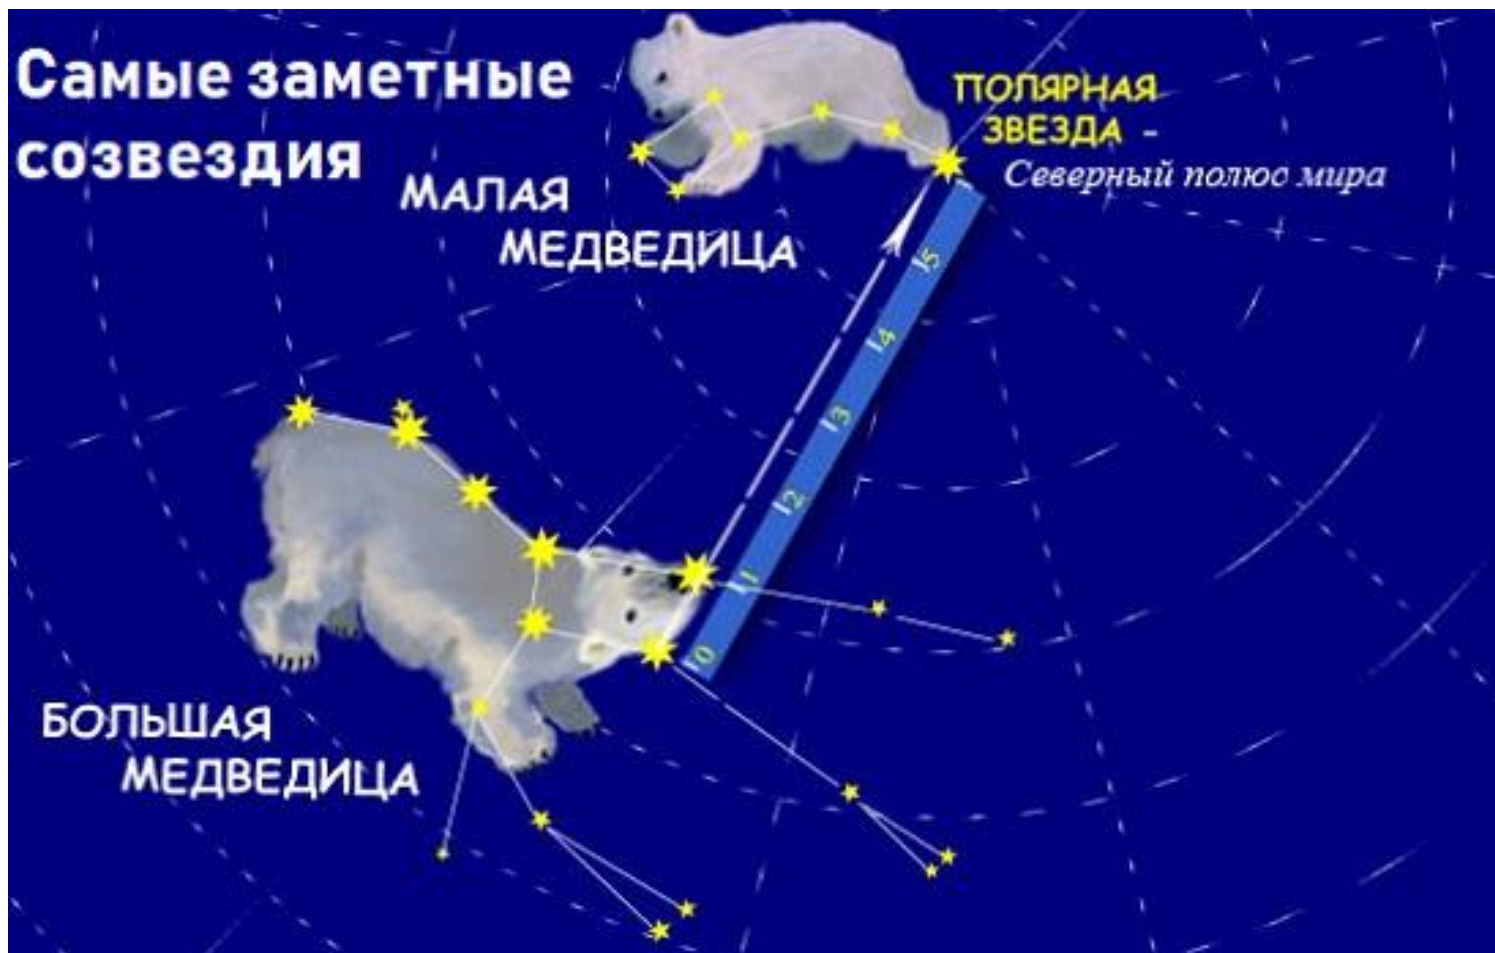 Самые заметные
созвездия
МАЛАЯ
МЕДВЕДИЦА
ПОЛЯРНАЯ
ЗВЕЗДА -
Северный полюс мира
5
4
3
2
1
0
БОЛЬШАЯ
МЕДВЕДИЦА